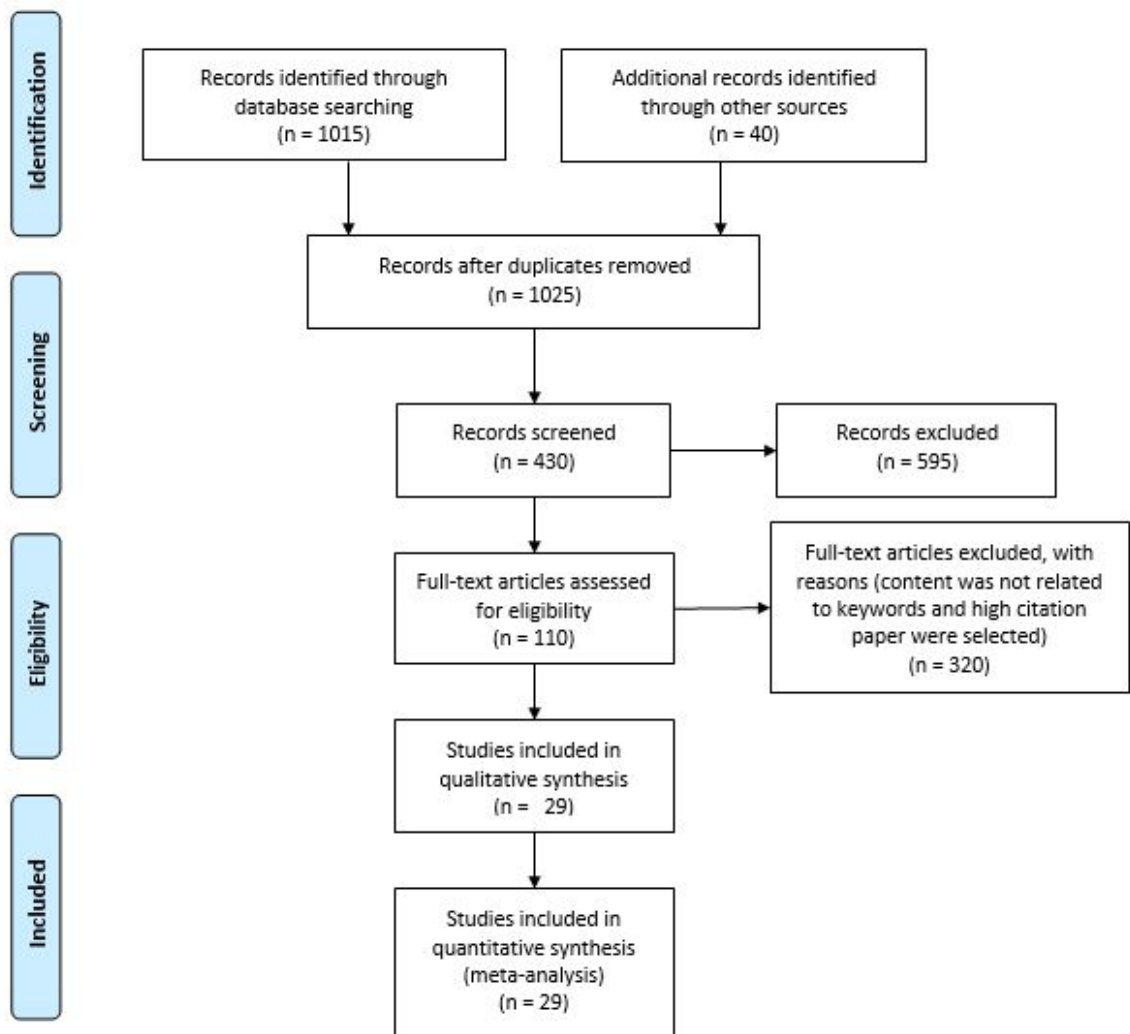 Identification
Records identified through
database searching
(n = 1015)
Additional records identified
through other sources
(n = 40)
Records after duplicates removed
(n = 1025)
Screening
Records screened
(n = 430)
Records excluded
(n = 595)
Eligibility
Full-text articles assessed
for eligibility
(n = 110)
Full-text articles excluded, with
reasons (content was not related
to keywords and high citation
paper were selected)
(n = 320)
Studies included in
qualitative synthesis
(n = 29)
Included
Studies included in
quantitative synthesis
(meta-analysis)
(n = 29)